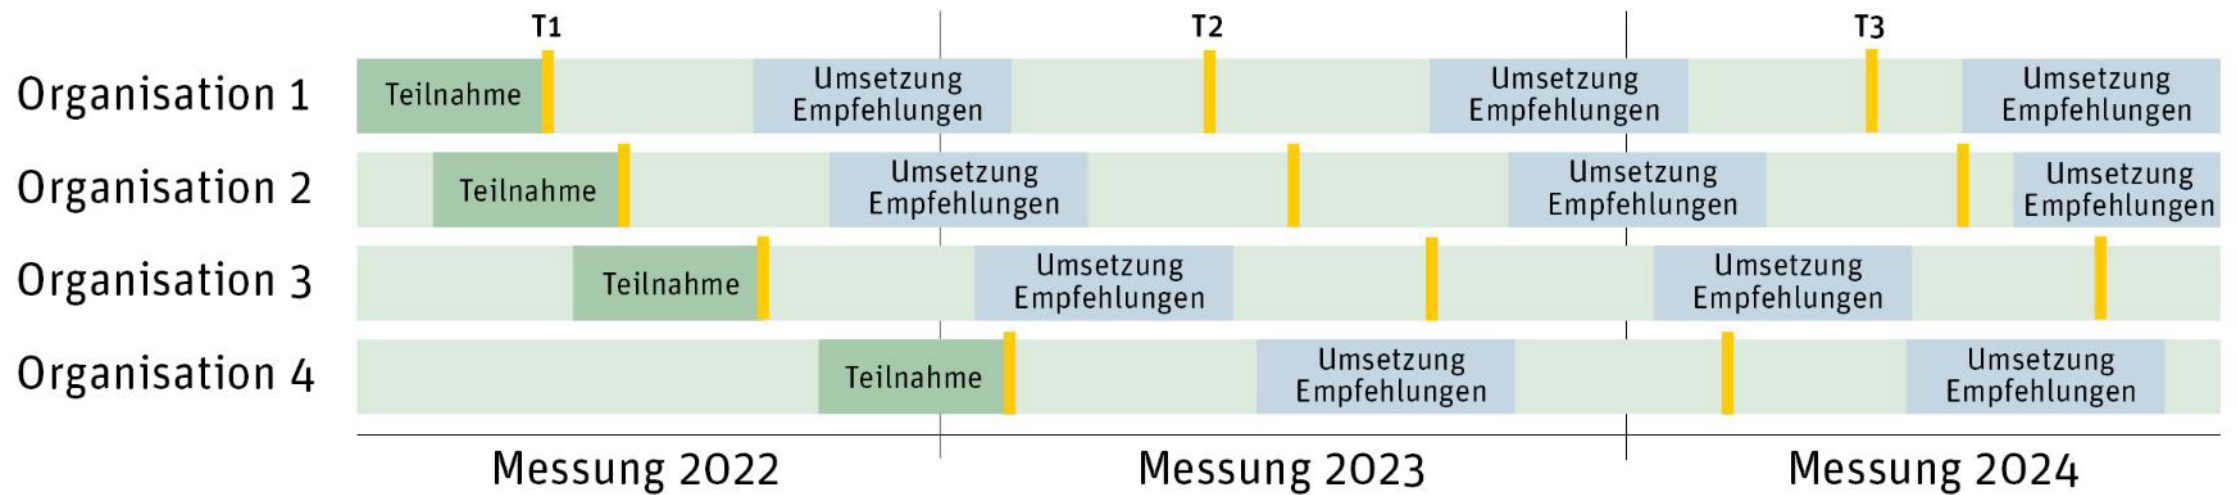 T1 T2 T3
Organisation 1 Teilnahme Umsetzung Empfehlungen Umsetzung Empfehlungen Umsetzung Empfehlungen
Organisation 2 Teilnahme Umsetzung Empfehlungen Umsetzung Empfehlungen Umsetzung Empfehlungen
Organisation 3 Teilnahme Umsetzung Empfehlungen Umsetzung Empfehlungen
Organisation 4 Teilnahme Umsetzung Empfehlungen Umsetzung Empfehlungen
Messung 2022 Messung 2023 Messung 2024